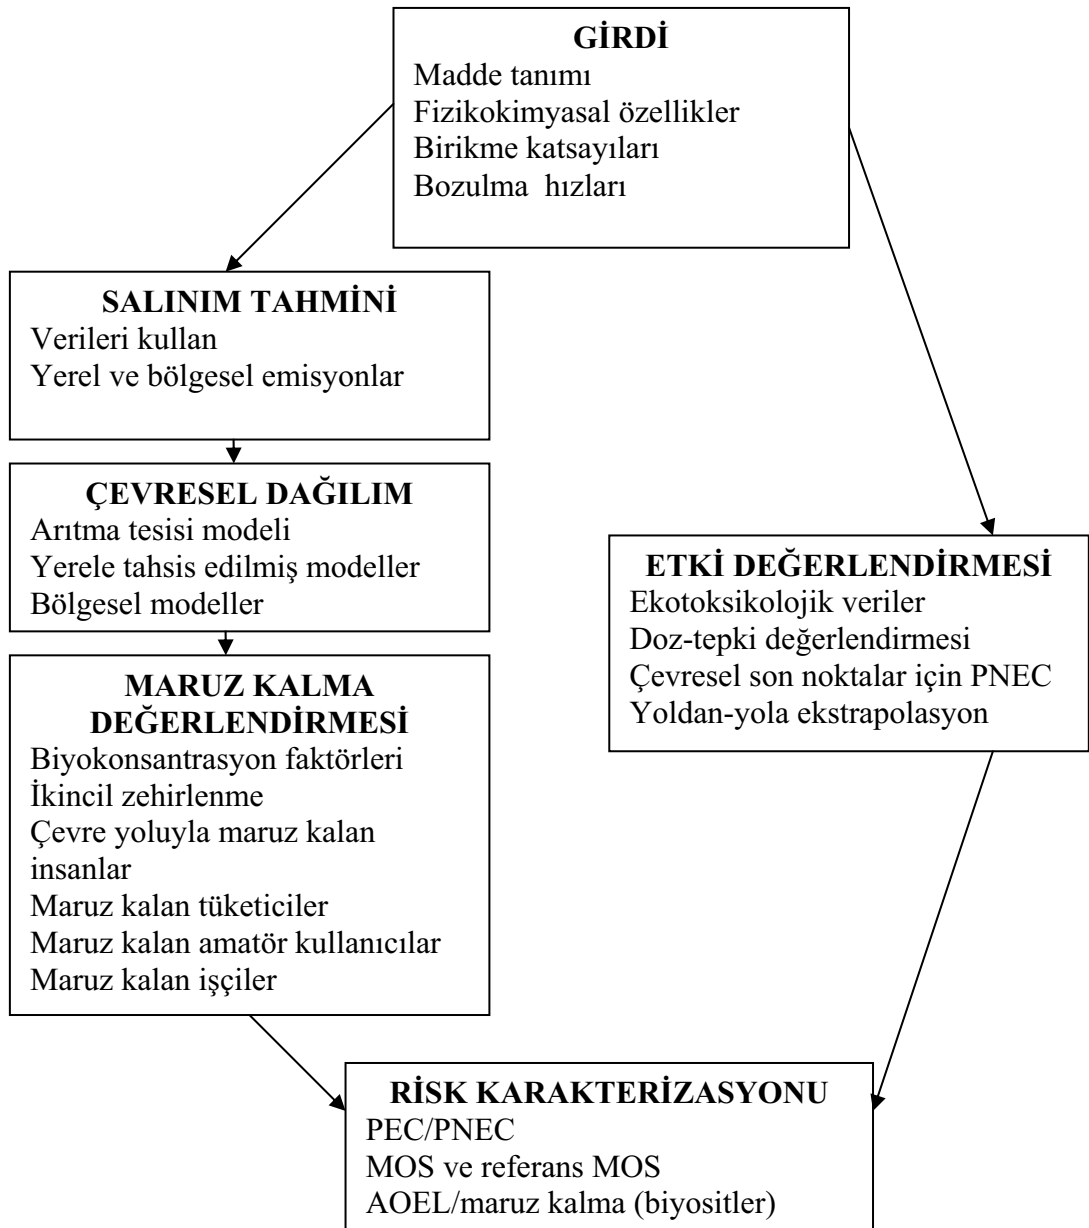 GİRDİ
Madde tanımı
Fizikokimyasal özellikler
Birikme katsayıları
Bozulma hızları
SALINIM TAHMİNİ
Verileri kullan
Yerel ve bölgesel emisyonlar
ÇEVRESEL DAĞILIM
Arıtma tesisi modeli
Yerele tahsis edilmiş modeller
Bölgesel modeller
MARUZ KALMA
DEĞERLENDİRMESİ
Biyokonsantrasyon faktörleri
İkincil zehirlenme
Çevre yoluyla maruz kalan
insanlar
Maruz kalan tüketiciler
Maruz kalan amatör kullanıcılar
Maruz kalan işçiler
ETKİ DEĞERLENDİRMESİ
Ekotoksikolojik veriler
Doz-tepki değerlendirmesi
Çevresel son noktalar için PNEC
Yoldan-yola ekstrapolasyon
RİSK KARAKTERİZASYONU
PEC/PNEC
MOS ve referans MOS
AOEL/maruz kalma (biyositler)